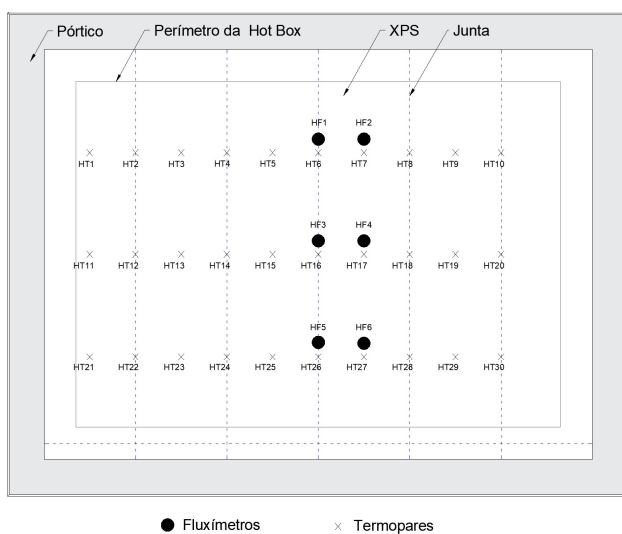 Pórtico Perímetro da Hot Box XPS Junta
HF1 HF2
HT1 HT2 HT3 HT4 HT5 HT6 HT7 HT8 HT9 HT10
HF3 HF4
HT11 HT12 HT13 HT14 HT15 HT16 HT17 HT18 HT19 HT20
HF5 HF6
HT21 HT22 HT23 HT24 HT25 HT26 HT27 HT28 HT29 HT30
Fluxímetros Termopares